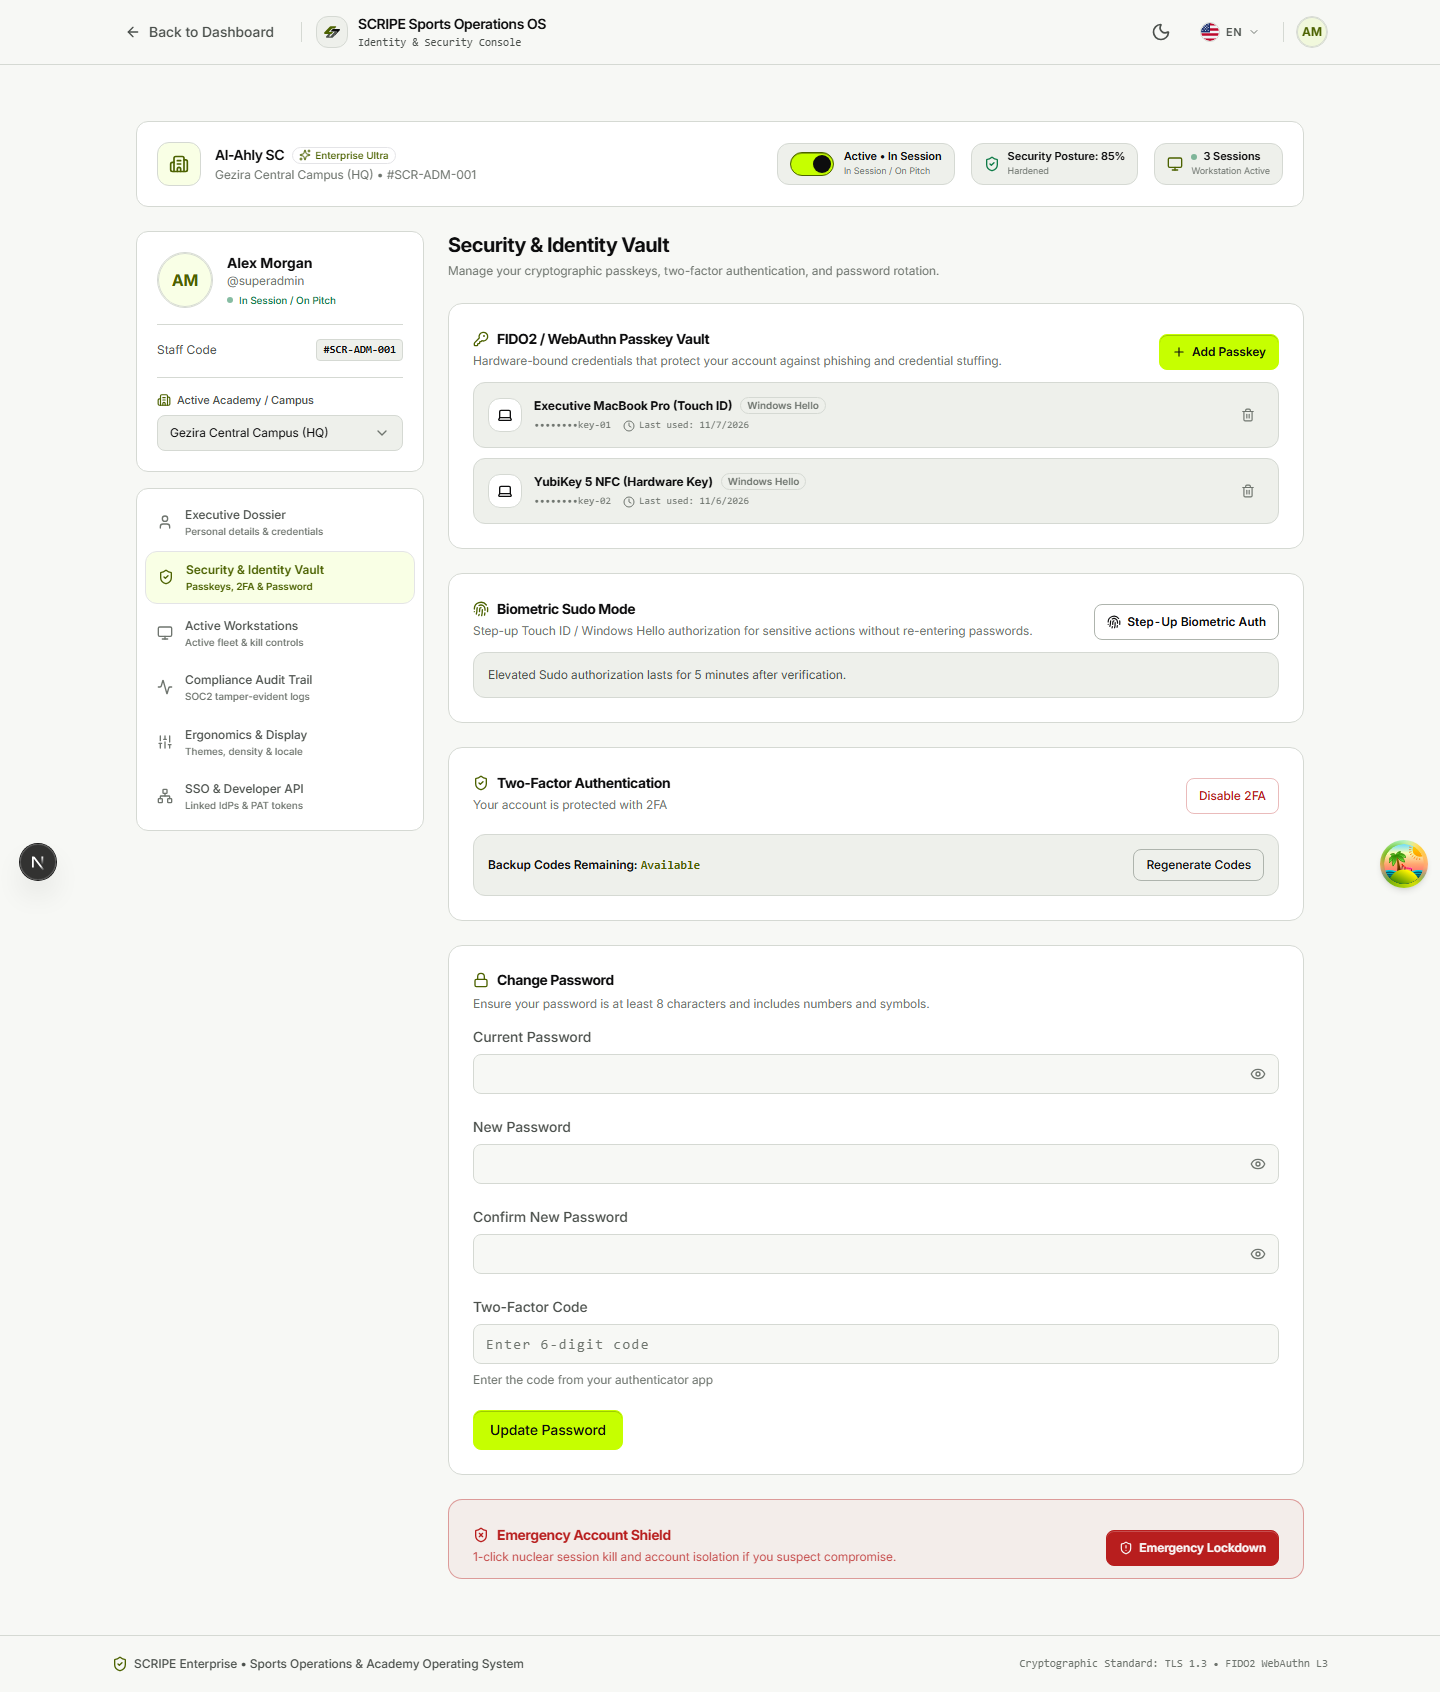 Back to Dashboard
SCRIPE Sports Operations OS
Identity & Security Console
EN
AM
Al-Ahly SC
Enterprise Ultra
Gezira Central Campus (HQ) • #SCR-ADM-001
Active • In Session
In Session / On Pitch
Security Posture: 85%
Hardened
3 Sessions
Workstation Active
AM
Alex Morgan
@superadmin
In Session / On Pitch
Staff Code
#SCR-ADM-001
Active Academy / Campus
Gezira Central Campus (HQ)
Executive Dossier
Personal details & credentials
Security & Identity Vault
Passkeys, 2FA & Password
Active Workstations
Active fleet & kill controls
Compliance Audit Trail
SOC2 tamper-evident logs
Ergonomics & Display
Themes, density & locale
SSO & Developer API
Linked IdPs & PAT tokens
Security & Identity Vault
Manage your cryptographic passkeys, two-factor authentication, and password rotation.
FIDO2 / WebAuthn Passkey Vault
Hardware-bound credentials that protect your account against phishing and credential stuffing.
Add Passkey
Executive MacBook Pro (Touch ID)
Windows Hello
••••••••key-01
Last used: 11/7/2026
YubiKey 5 NFC (Hardware Key)
Windows Hello
••••••••key-02
Last used: 11/6/2026
Biometric Sudo Mode
Step-up Touch ID / Windows Hello authorization for sensitive actions without re-entering passwords.
Step-Up Biometric Auth
Elevated Sudo authorization lasts for 5 minutes after verification.
Two-Factor Authentication
Your account is protected with 2FA
Disable 2FA
Backup Codes Remaining: Available
Regenerate Codes
Change Password
Ensure your password is at least 8 characters and includes numbers and symbols.
Current Password
New Password
Confirm New Password
Two-Factor Code
Enter 6-digit code
Enter the code from your authenticator app
Update Password
Emergency Account Shield
1-click nuclear session kill and account isolation if you suspect compromise.
Emergency Lockdown
N
SCRIPE Enterprise • Sports Operations & Academy Operating System
Cryptographic Standard: TLS 1.3 • FIDO2 WebAuthn L3